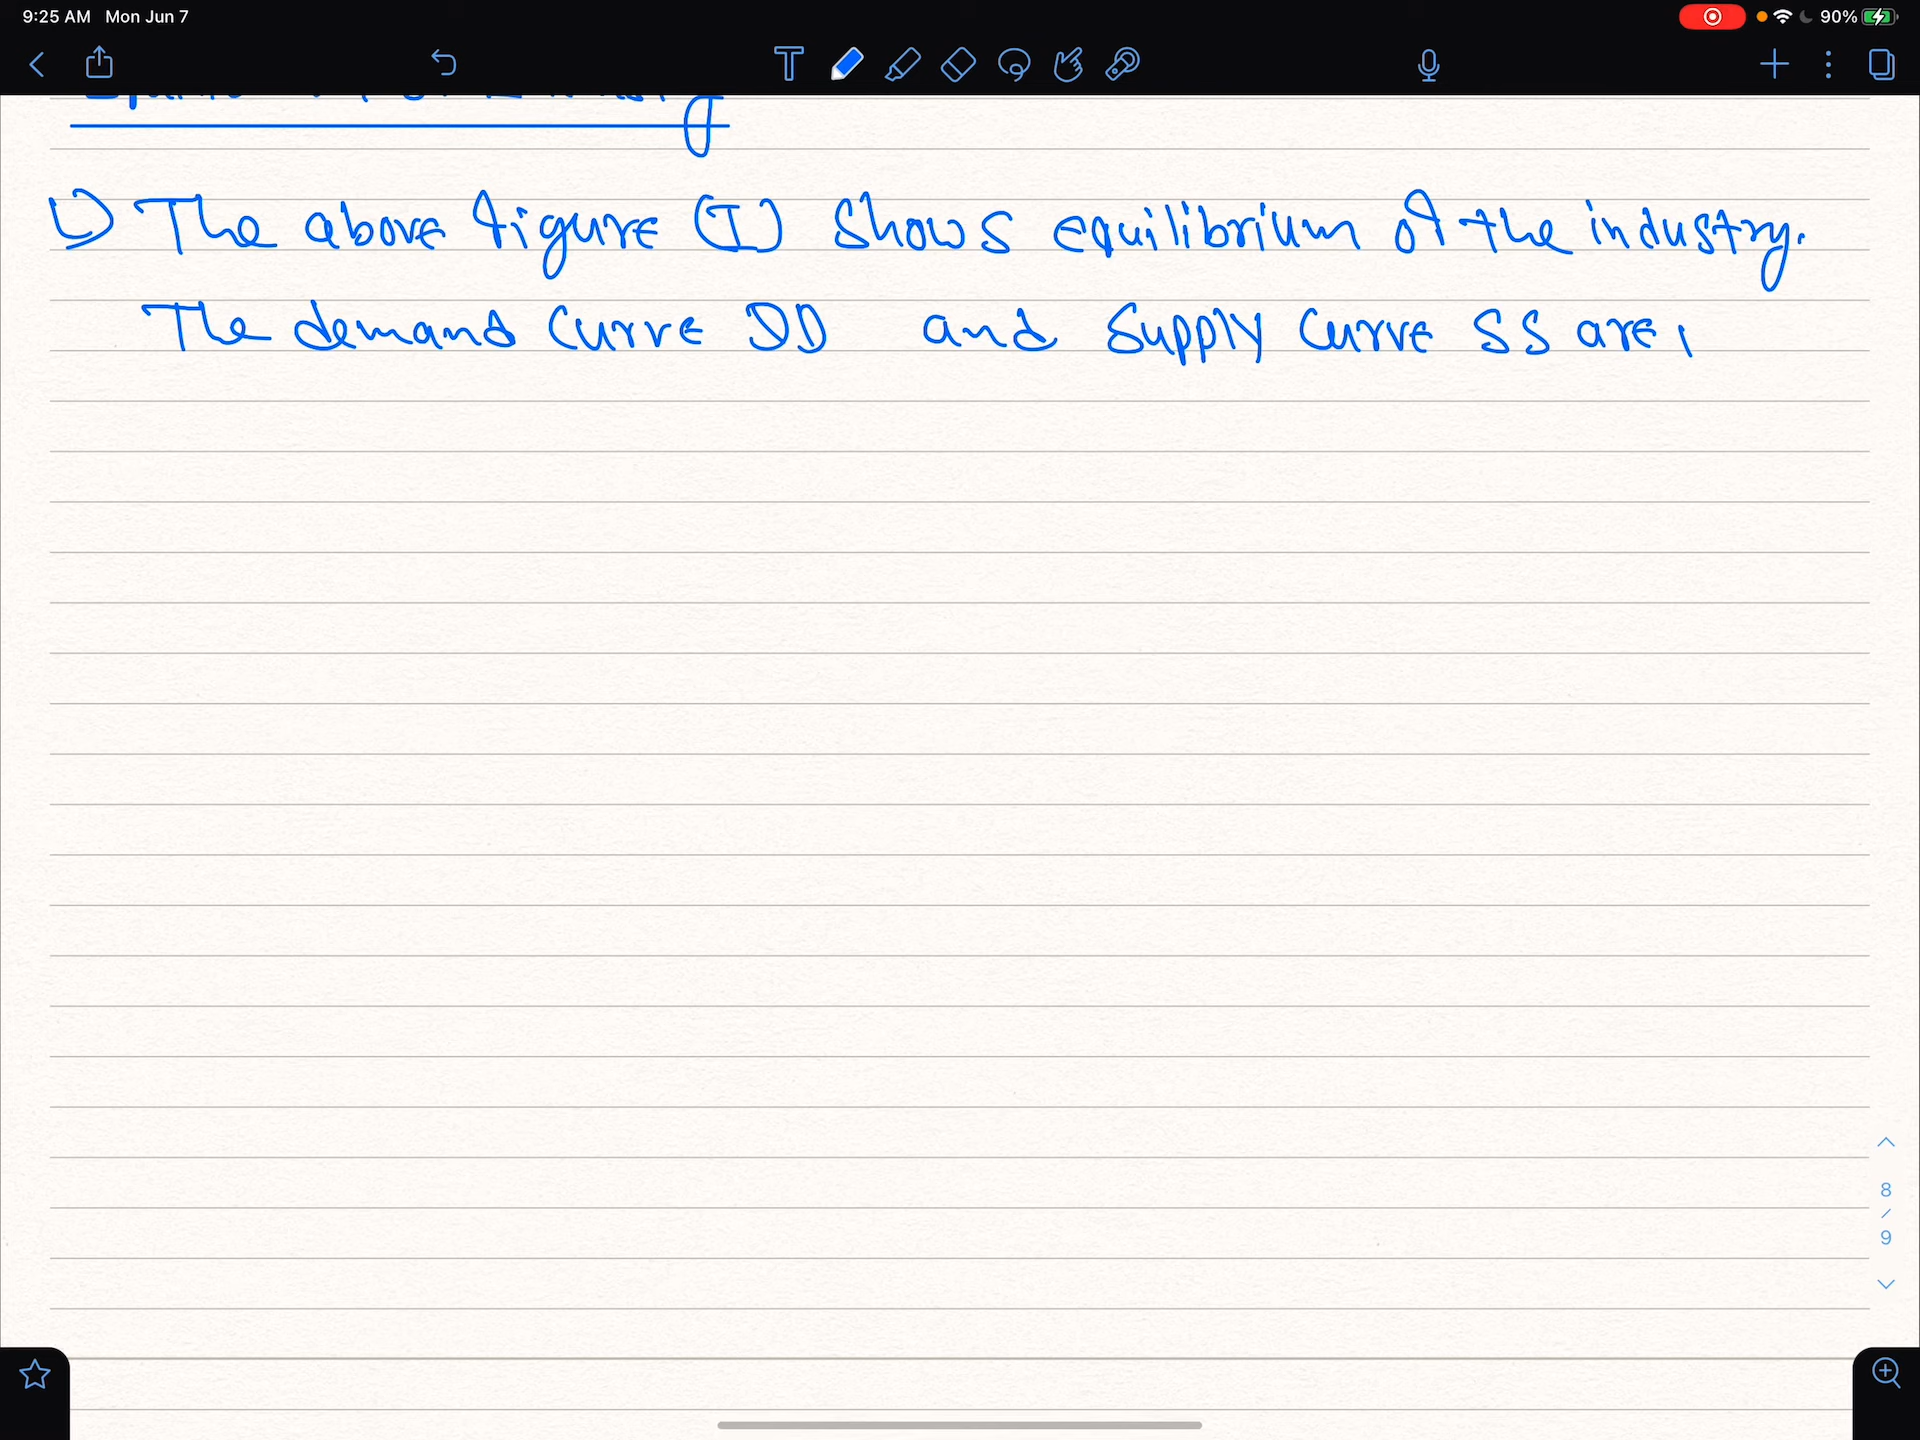 9:25 AM Mon Jun 7
90%
1) The above figure (I) shows equilibrium of the industry.
The demand curve DD and supply curve SS are
8
/
9